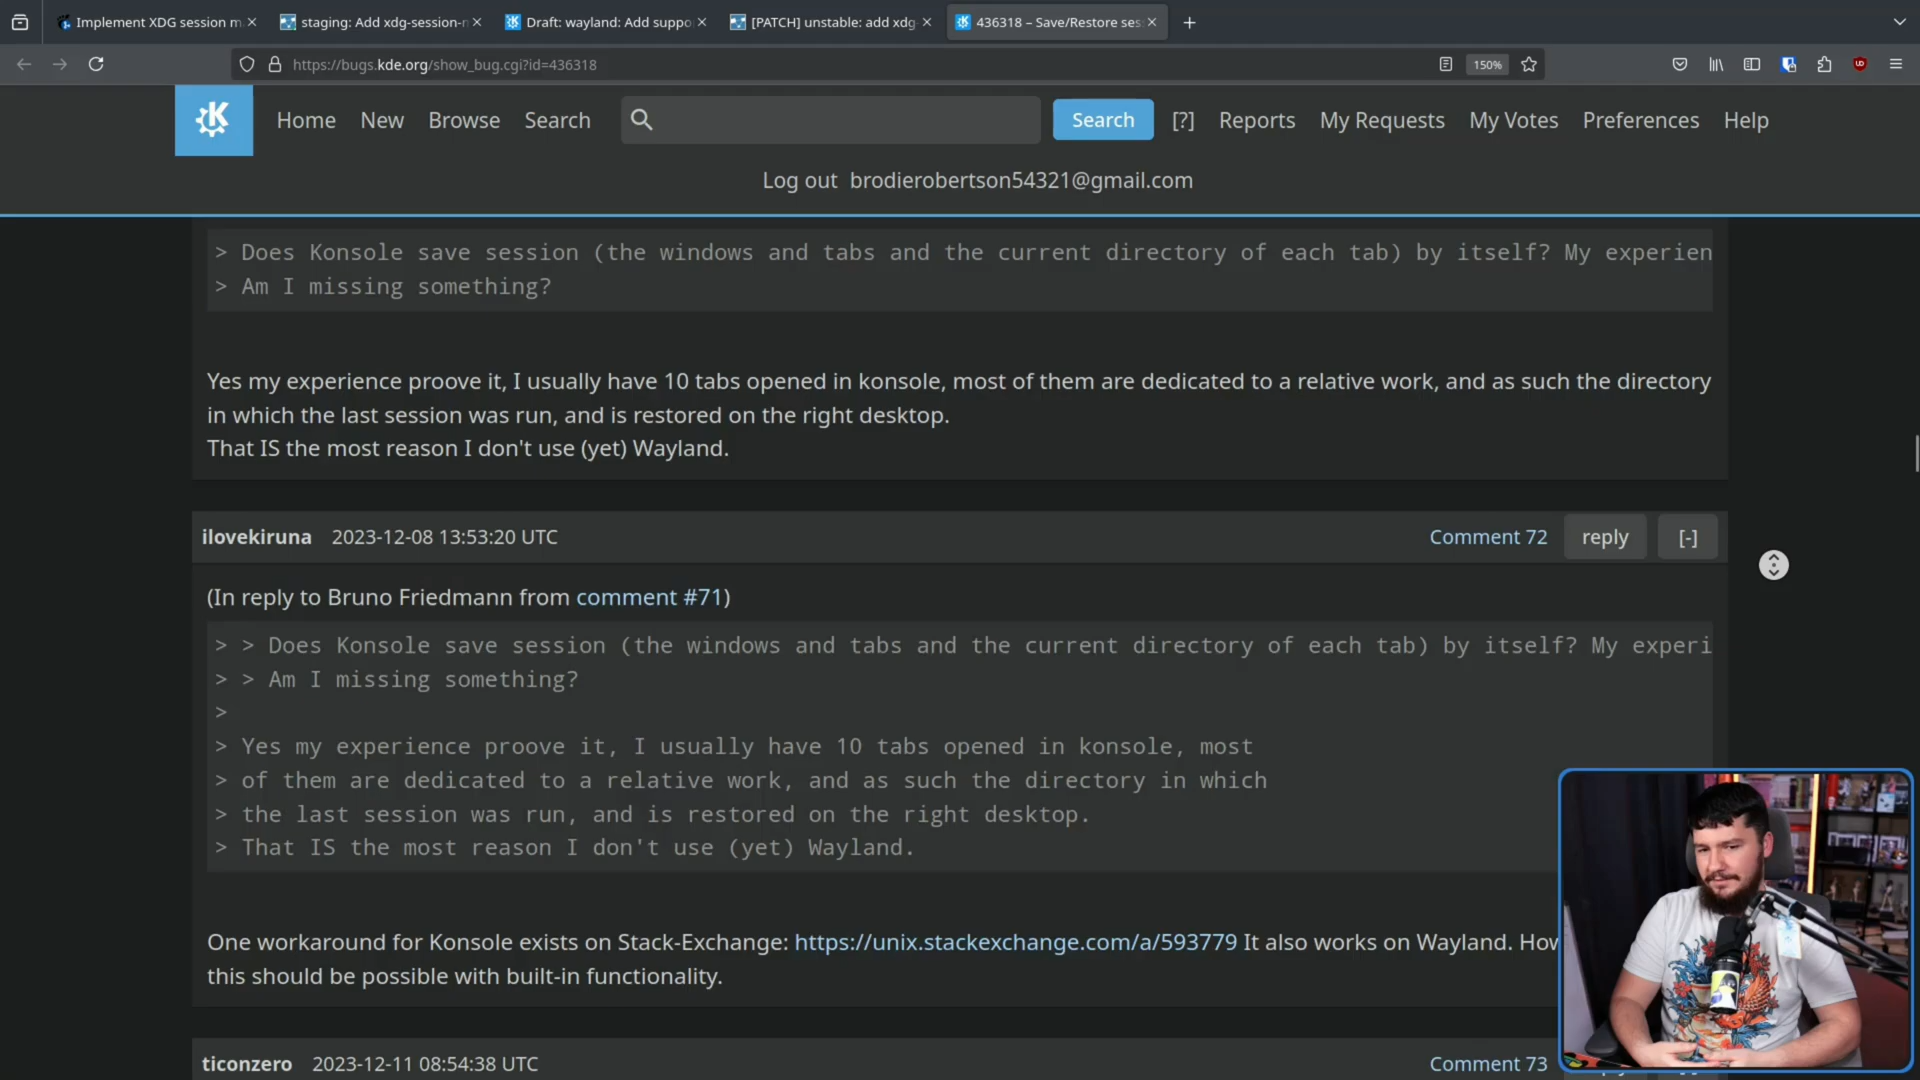 Implement XDG session m
staging: Add xdg-session-r
Draft: wayland: Add suppo
[PATCH] unstable: add xdg
436318 – Save/Restore ses
https://bugs.kde.org/show_bug.cgi?id=436318
150%
Home New Browse Search
Search [?] Reports My Requests My Votes Preferences Help
Log out brodierobertson54321@gmail.com
> Does Konsole save session (the windows and tabs and the current directory of each tab) by itself? My experien
> Am I missing something?
Yes my experience proove it, I usually have 10 tabs opened in konsole, most of them are dedicated to a relative work, and as such the directory
in which the last session was run, and is restored on the right desktop.
That IS the most reason I don't use (yet) Wayland.
ilovekiruna 2023-12-08 13:53:20 UTC Comment 72 reply [-]
(In reply to Bruno Friedmann from comment #71)
> > Does Konsole save session (the windows and tabs and the current directory of each tab) by itself? My experi
> > Am I missing something?
>
> Yes my experience proove it, I usually have 10 tabs opened in konsole, most
> of them are dedicated to a relative work, and as such the directory in which
> the last session was run, and is restored on the right desktop.
> That IS the most reason I don't use (yet) Wayland.
One workaround for Konsole exists on Stack-Exchange: https://unix.stackexchange.com/a/593779 It also works on Wayland. How
this should be possible with built-in functionality.
ticonzero 2023-12-11 08:54:38 UTC Comment 73